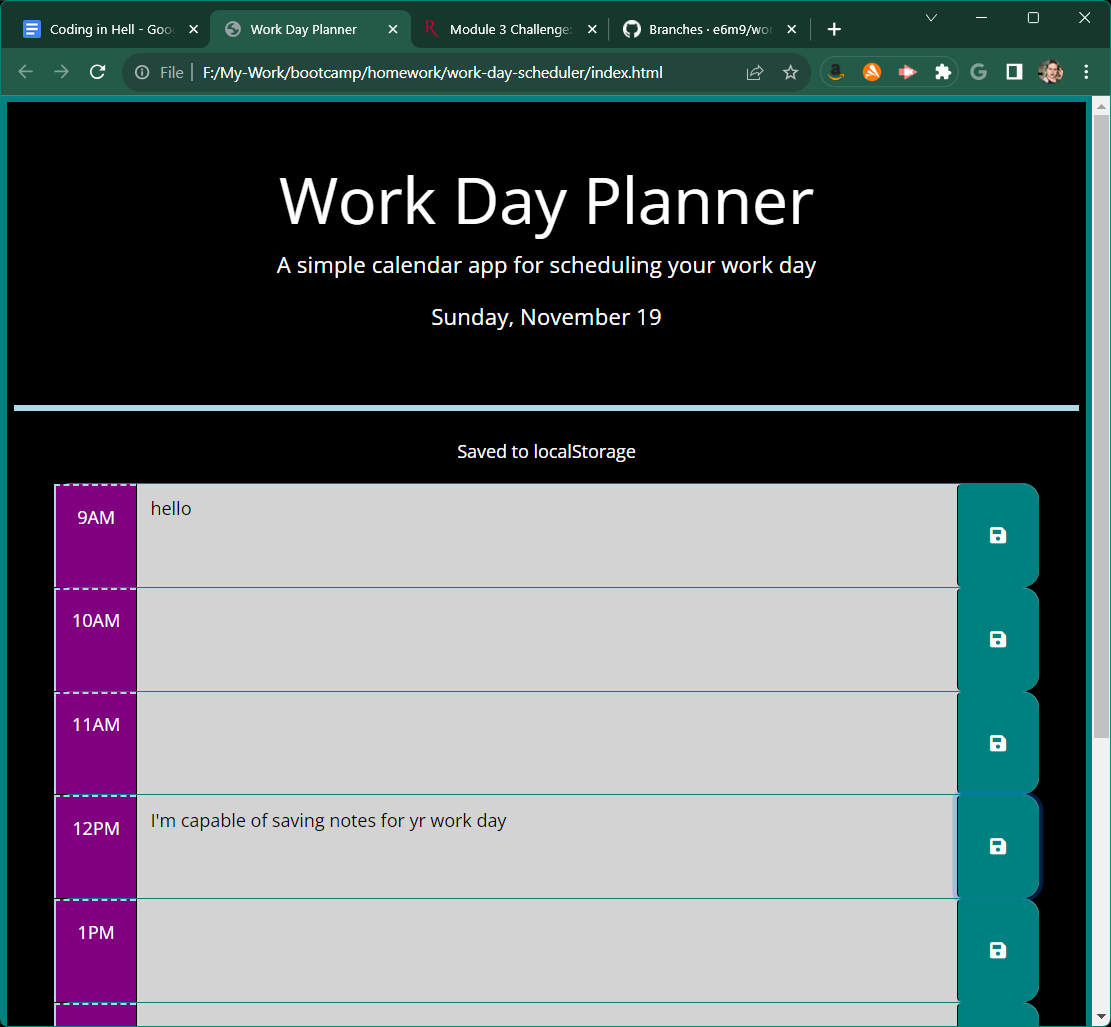 Coding in Hell - Goo
Work Day Planner
Module 3 Challenge:
Branches · e6m9/wor
File
F:/My-Work/bootcamp/homework/work-day-scheduler/index.html
Work Day Planner
A simple calendar app for scheduling your work day
Sunday, November 19
Saved to localStorage
9AM
hello
10AM
11AM
12PM
I'm capable of saving notes for yr work day
1PM